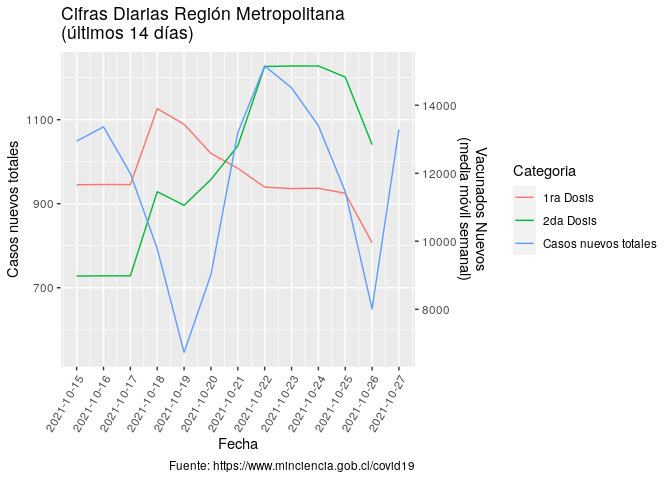 Cifras Diarias Región Metropolitana
(últimos 14 días)
Casos nuevos totales
1100
900
700
14000
12000
10000
8000
Vacunados Nuevos
(media móvil semanal)
2021-10-15
2021-10-16
2021-10-17
2021-10-18
2021-10-19
2021-10-20
2021-10-21
2021-10-22
2021-10-23
2021-10-24
2021-10-25
2021-10-26
2021-10-27
Fecha
Categoria
1ra Dosis
2da Dosis
Casos nuevos totales
Fuente: https://www.minciencia.gob.cl/covid19